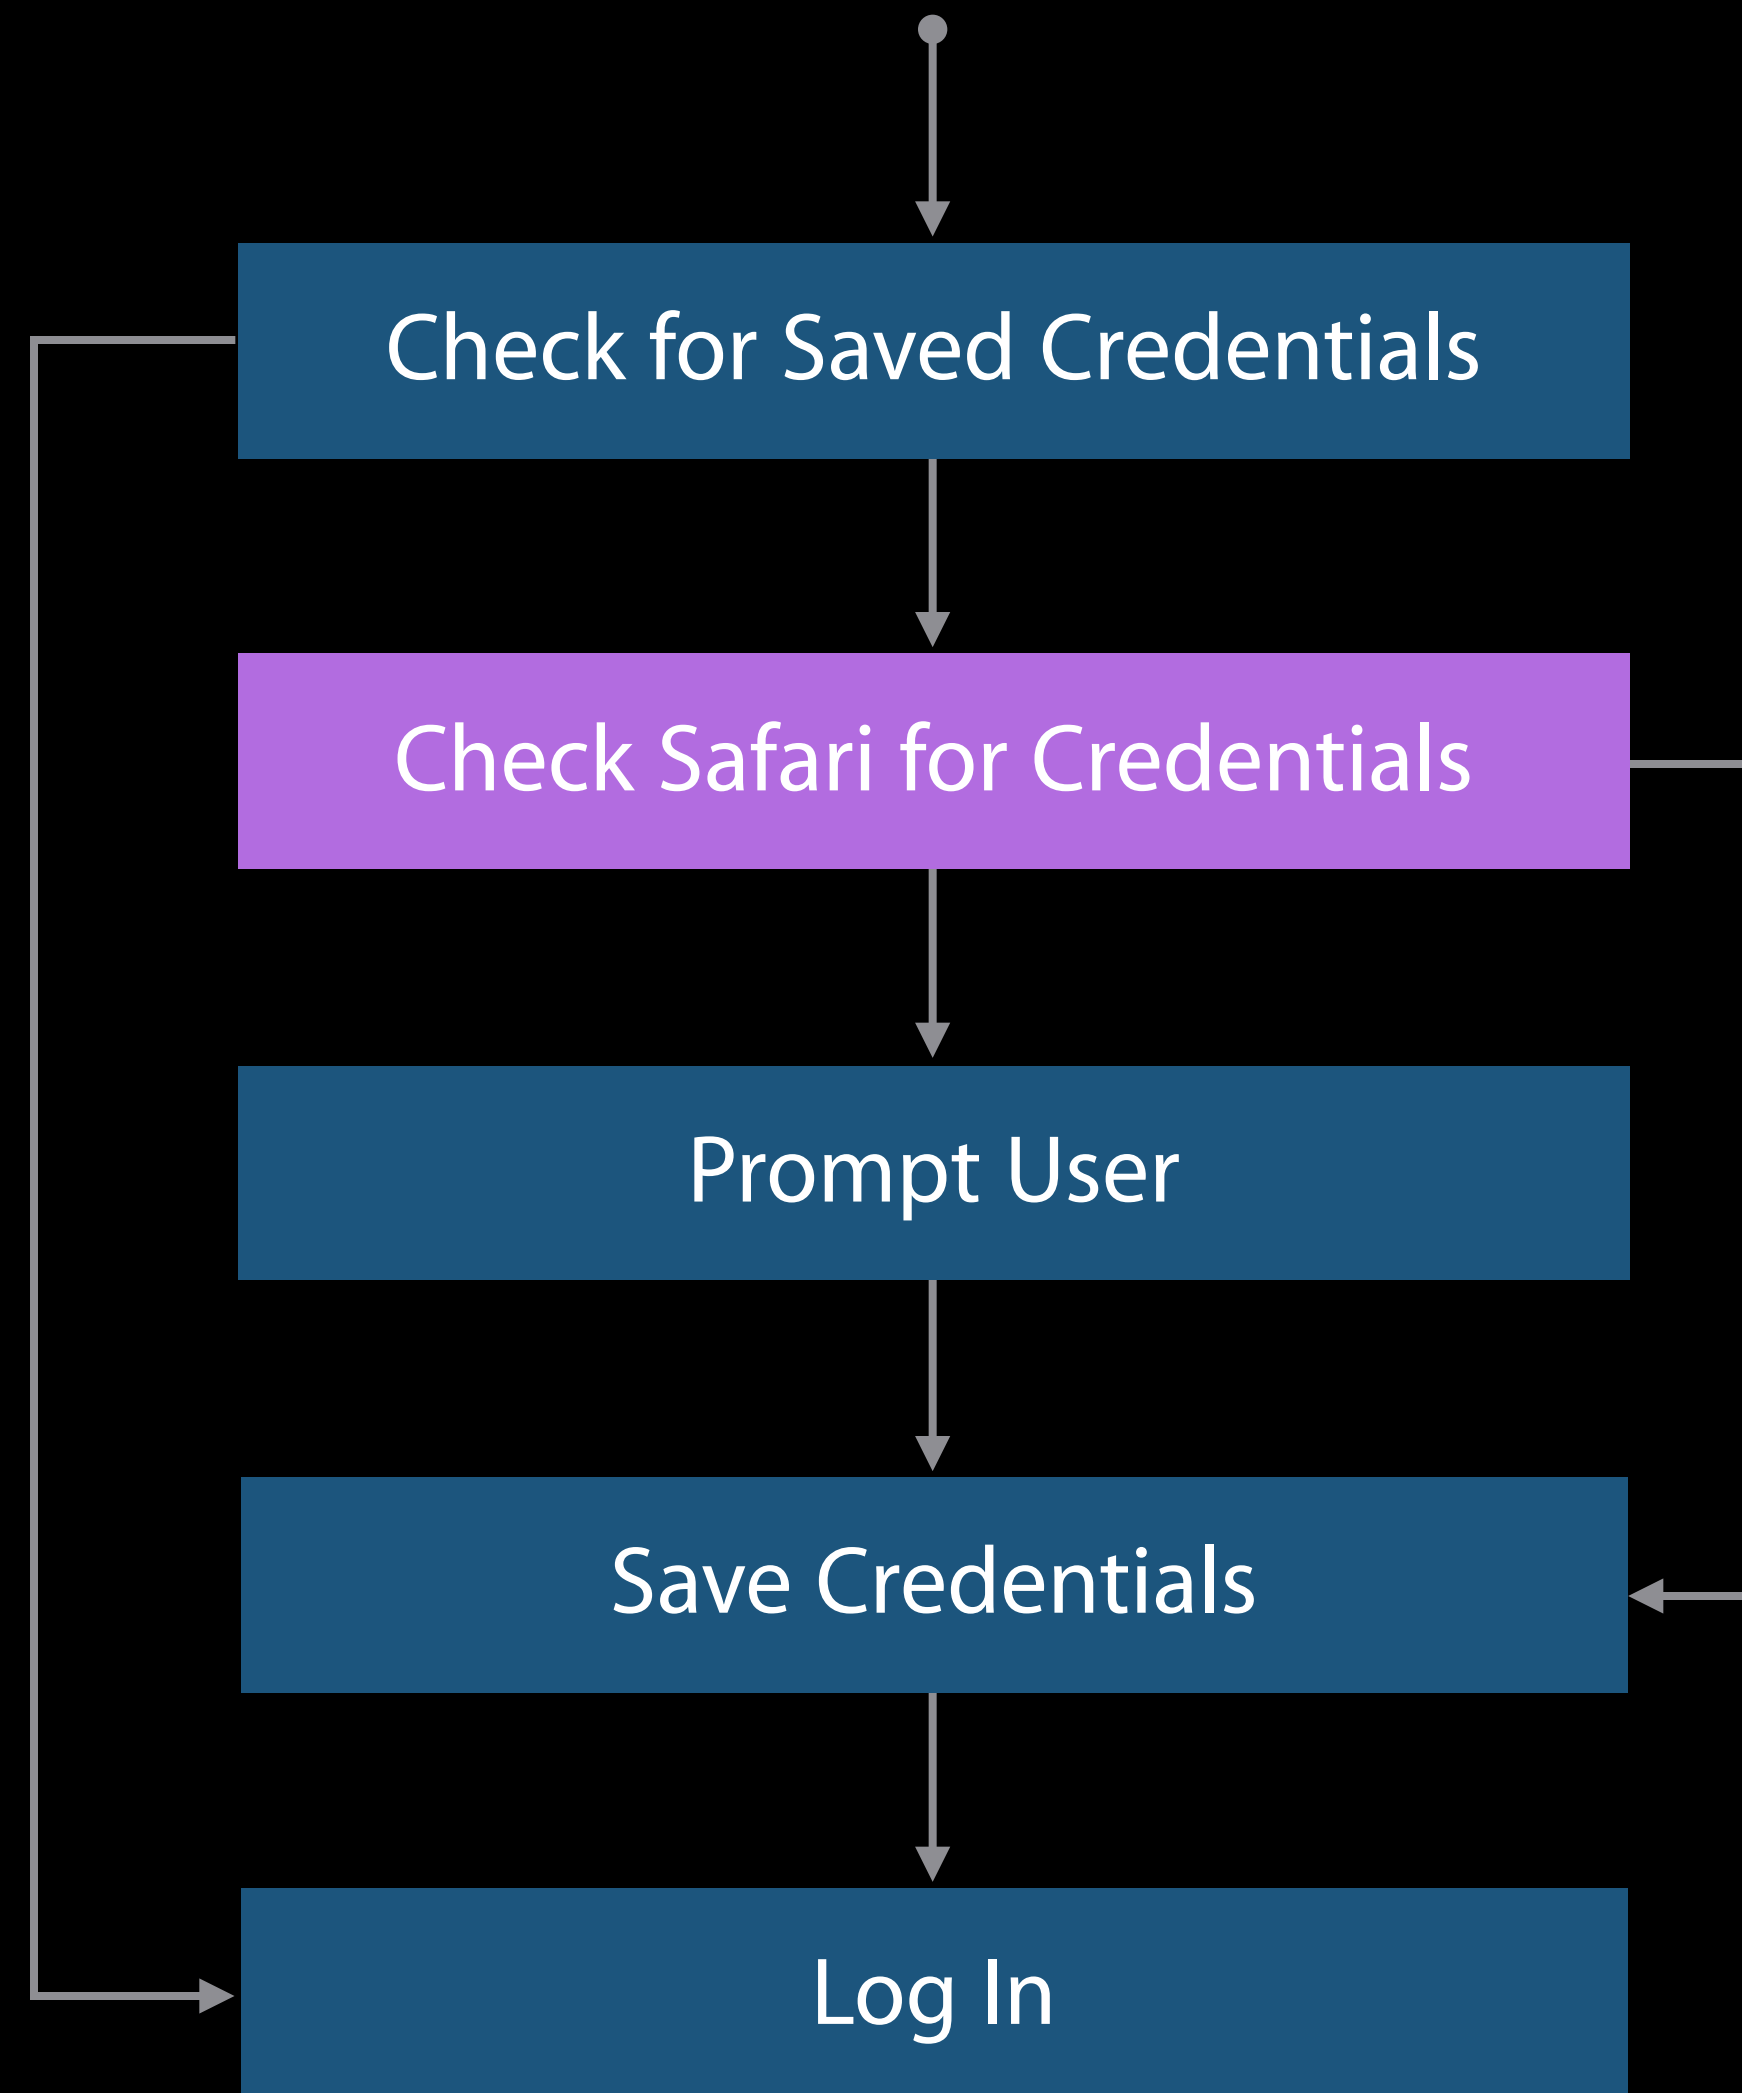 Check for Saved Credentials
Check Safari for Credentials
Prompt User
Save Credentials
Log In